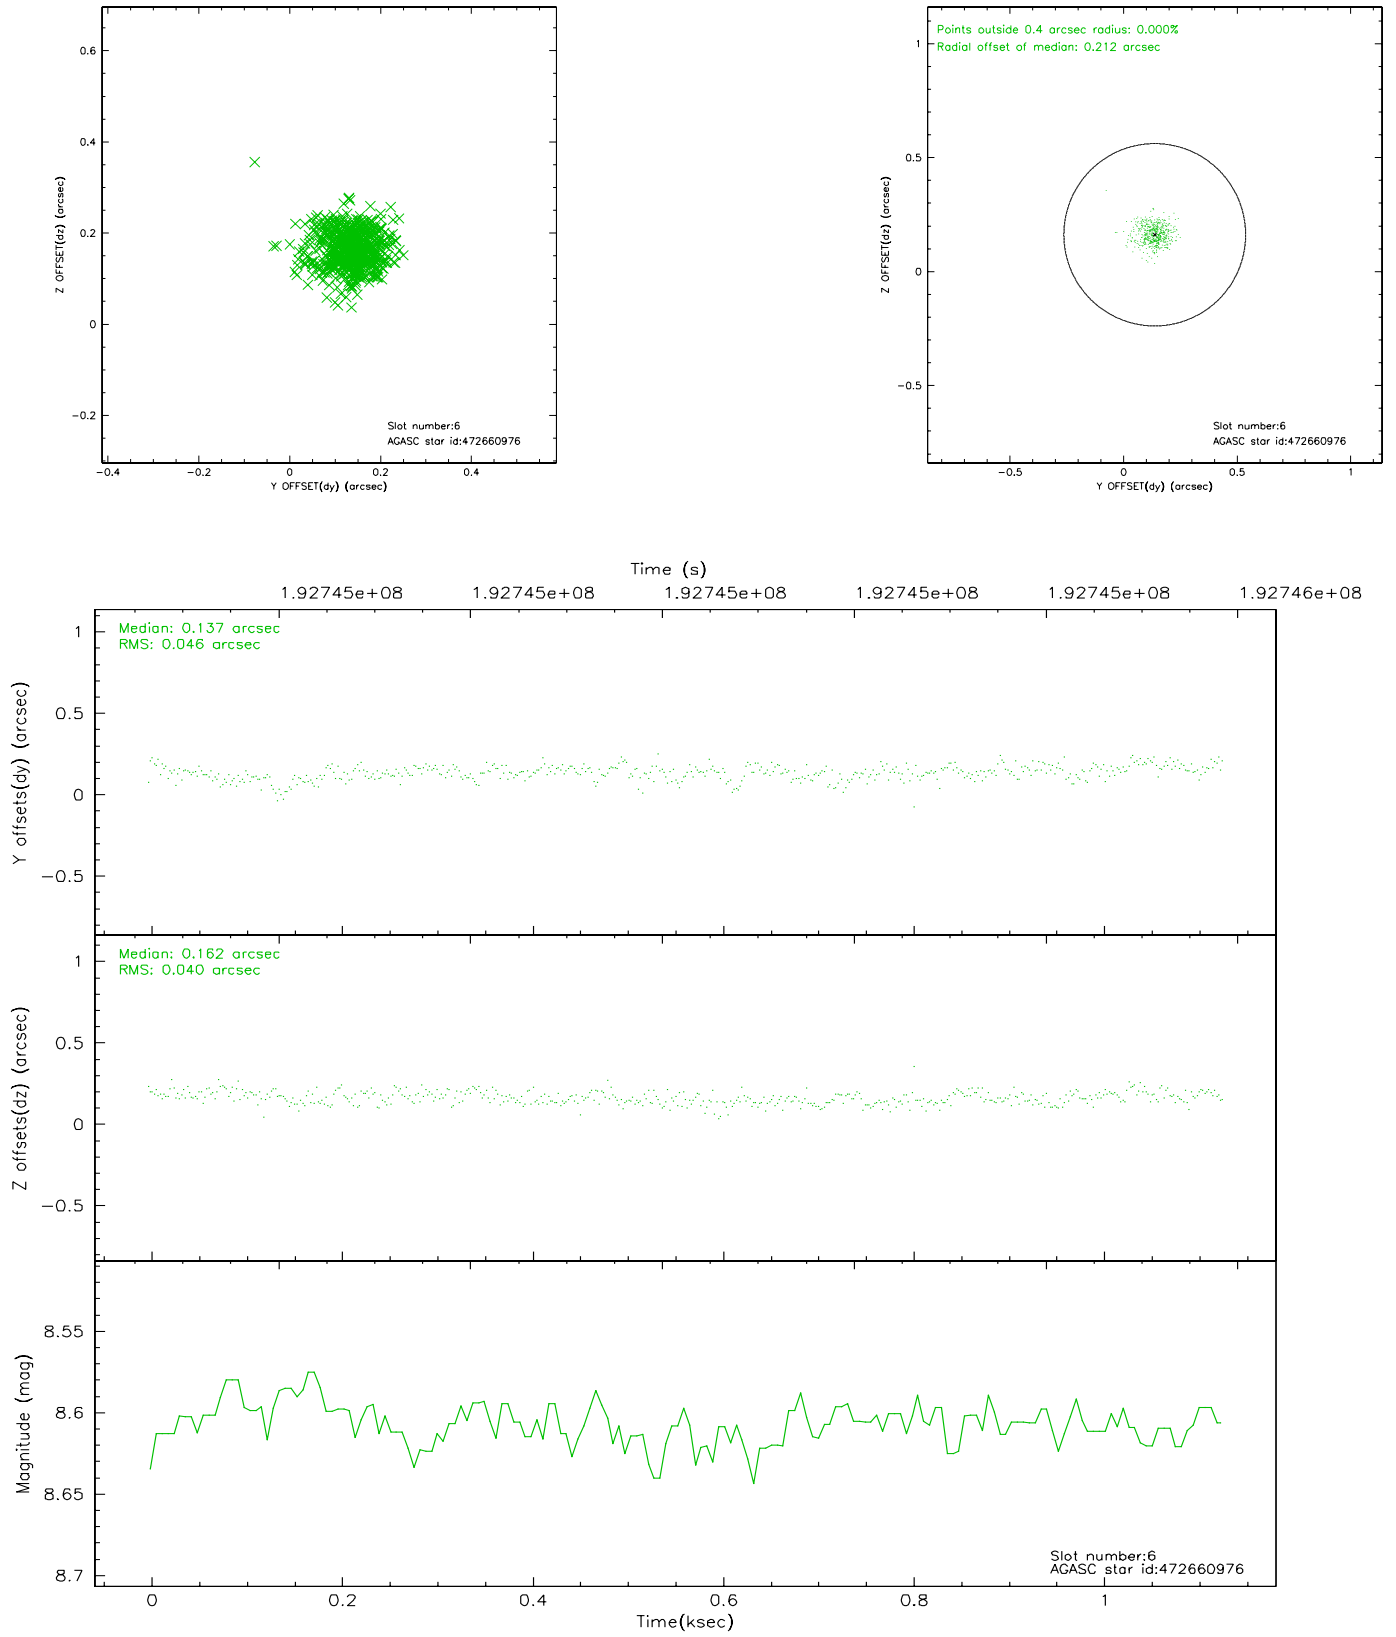 0.6
0.4
0.2
0
−0.2
Z OFFSET(dz) (arcsec)
Slot number:6
AGASC star id:472660976
−0.4 −0.2 0 0.2 0.4
Y OFFSET(dy) (arcsec)
Points outside 0.4 arcsec radius: 0.000%
Radial offset of median: 0.212 arcsec
1
0.5
0
−0.5
Z OFFSET(dz) (arcsec)
Slot number:6
AGASC star id:472660976
−0.5 0 0.5 1
Y OFFSET(dy) (arcsec)
Time (s)
1.92745e+08 1.92745e+08 1.92745e+08 1.92745e+08 1.92745e+08 1.92746e+08
Median: 0.137 arcsec
RMS: 0.046 arcsec
1
0.5
0
−0.5
Y offsets(dy) (arcsec)
Median: 0.162 arcsec
RMS: 0.040 arcsec
1
0.5
0
−0.5
Z offsets(dz) (arcsec)
8.55
8.6
8.65
8.7
Magnitude (mag)
Slot number:6
AGASC star id:472660976
0 0.2 0.4 0.6 0.8 1
Time(ksec)